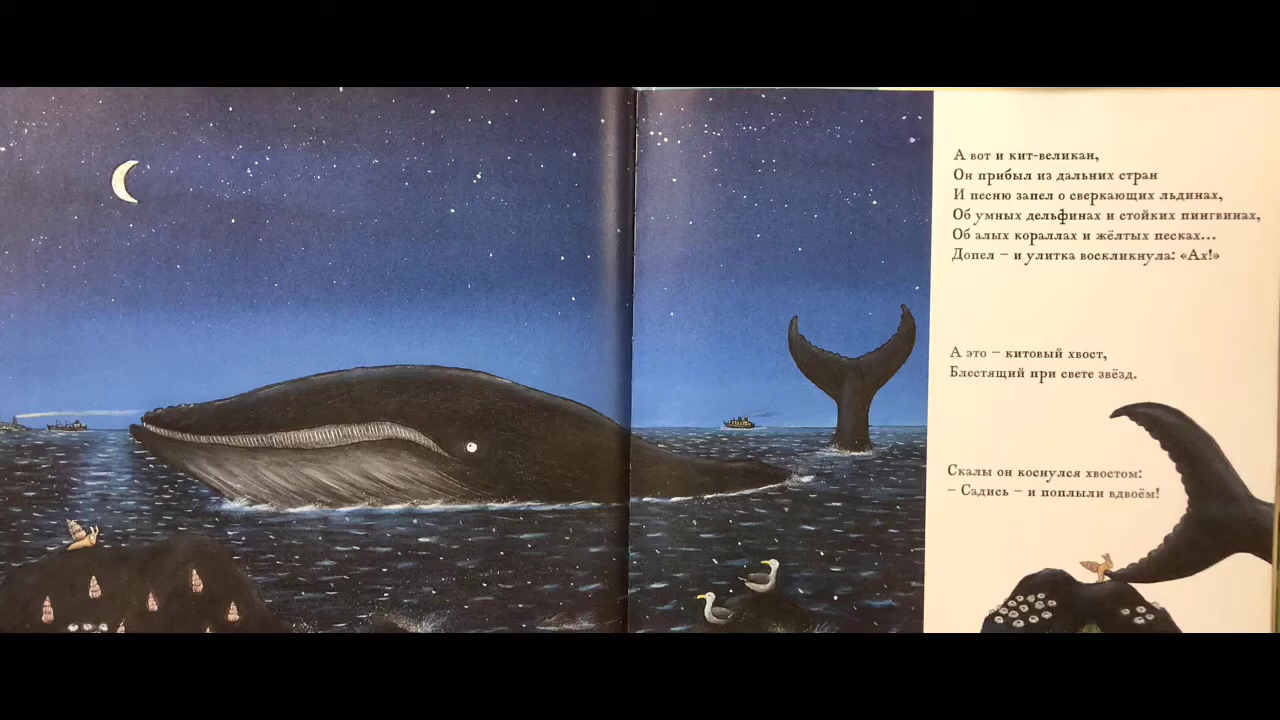 А вот и кит-великан,
Он прибыл из дальних стран
И песню запел о сверкающих льдинах,
Об умных дельфинах и стойких пингвинах,
Об алых кораллах и жёлтых песках...
Допел – и улитка воскликнула: «Ах!»
А это – китовый хвост,
Блестящий при свете звёзд.
Скалы он коснулся хвостом:
– Садись – и поплыли вдвоём!